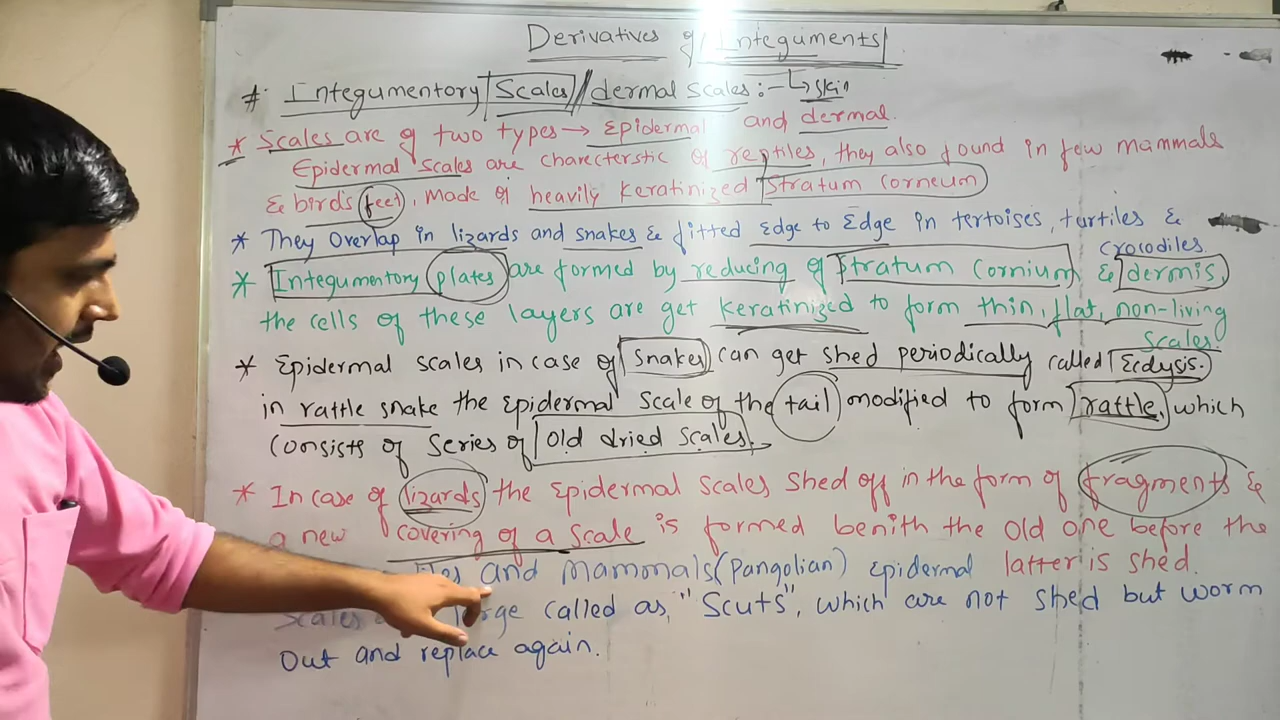 Derivatives of Integuments
# Integumentory Scales // dermal scales :- ↳ skin
* Scales are of two types → Epidermal and dermal.
Epidermal scales are charecterstic of reptiles, they also found in few mammals
& bird's feet, made of heavily keratinized Stratum Corneum
* They overlap in lizards and snakes & fitted Edge to Edge in tertoises, turtiles &
crocodiles.
* Integumentory plates are formed by reducing of Stratum Cornium & dermis,
the cells of these layers are get keratinized to form thin, flat, non-living
scales
* Epidermal scales in case of snakes can get shed periodically called Ecdysis.
in rattle snake the Epidermal Scale of the tail modified to form rattle, which
consists of series of old dried scales.
* In case of lizards the Epidermal scales shed off in the form of fragments &
a new covering of a scale is formed benith the old one before the
and Mammals (Pangolian) Epidermal latter is shed.
Scales large called as "Scuts", which are not shed but worm
out and replace again.